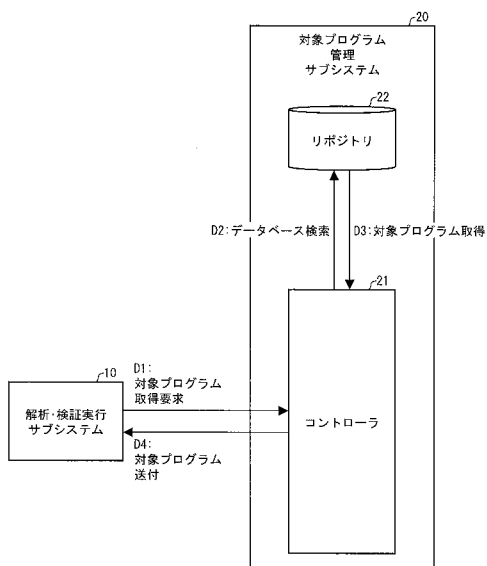 20
対象プログラム
管理
サブシステム
22
リポジトリ
D2:データベース検索
D3:対象プログラム取得
21
コントローラ
10
解析・検証実行
サブシステム
D1:
対象プログラム
取得要求
D4:
対象プログラム
送付